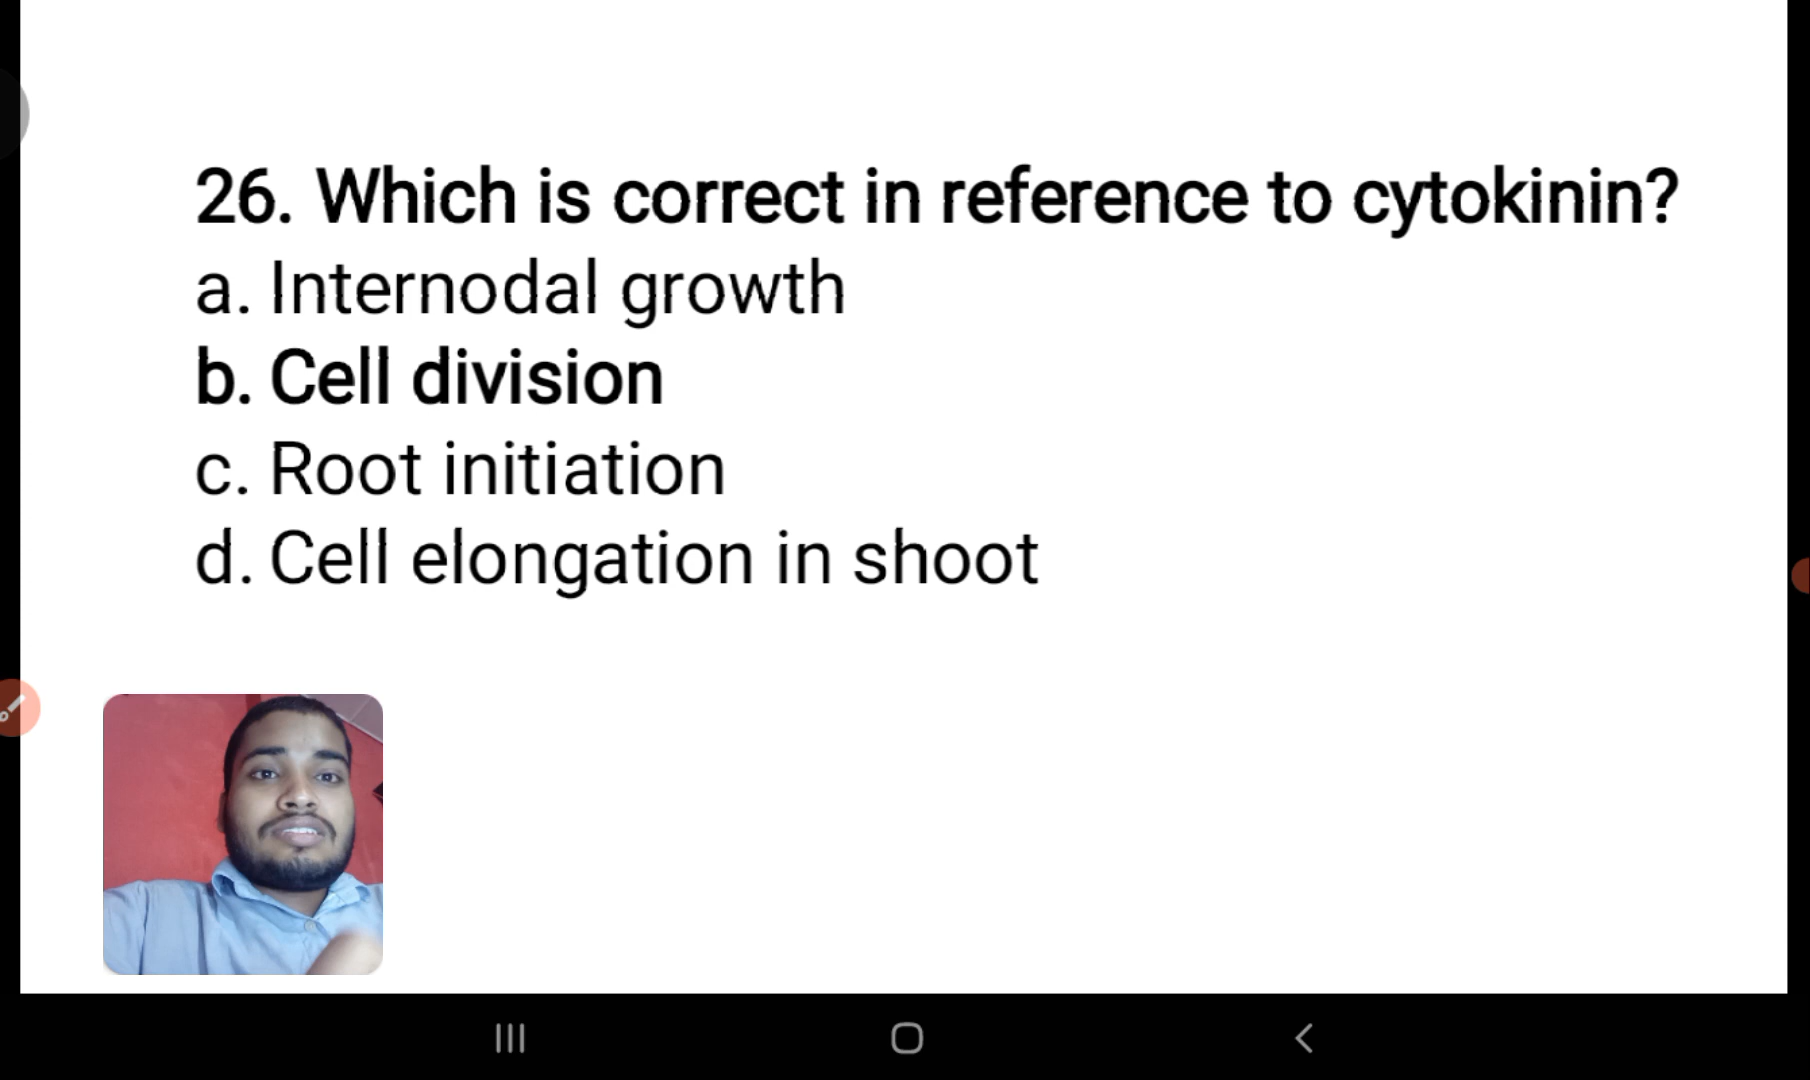 26. Which is correct in reference to cytokinin?
a. Internodal growth
b. Cell division
c. Root initiation
d. Cell elongation in shoot